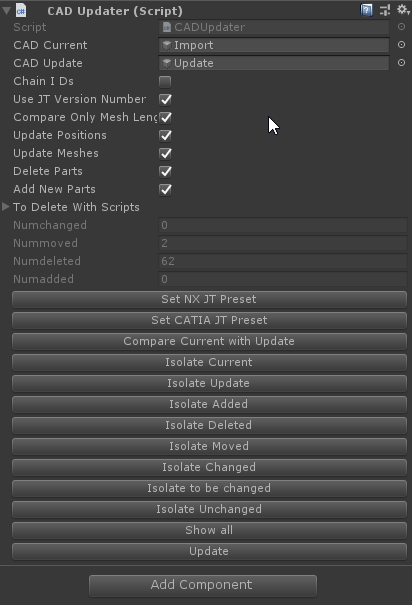 CAD Updater (Script)
Script CADUpdater
CAD Current Import
CAD Update Update
Chain I Ds
Use JT Version Number
Compare Only Mesh Leng
Update Positions
Update Meshes
Delete Parts
Add New Parts
To Delete With Scripts
Numchanged 0
Nummoved 2
Numdeleted 62
Numadded 0
Set NX JT Preset
Set CATIA JT Preset
Compare Current with Update
Isolate Current
Isolate Update
Isolate Added
Isolate Deleted
Isolate Moved
Isolate Changed
Isolate to be changed
Isolate Unchanged
Show all
Update
Add Component